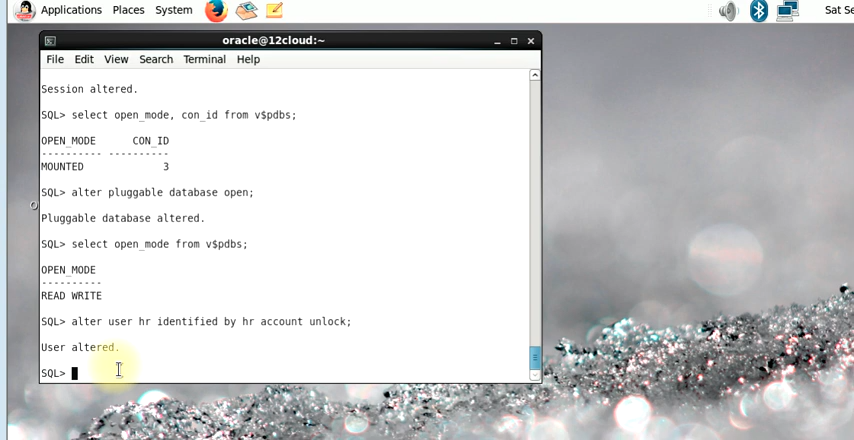 Applications Places System
Sat Se
oracle@12cloud:~
File Edit View Search Terminal Help
Session altered.
SQL> select open_mode, con_id from v$pdbs;
OPEN_MODE      CON_ID
---------- ----------
MOUNTED             3
SQL> alter pluggable database open;
Pluggable database altered.
SQL> select open_mode from v$pdbs;
OPEN_MODE
----------
READ WRITE
SQL> alter user hr identified by hr account unlock;
User altered.
SQL>